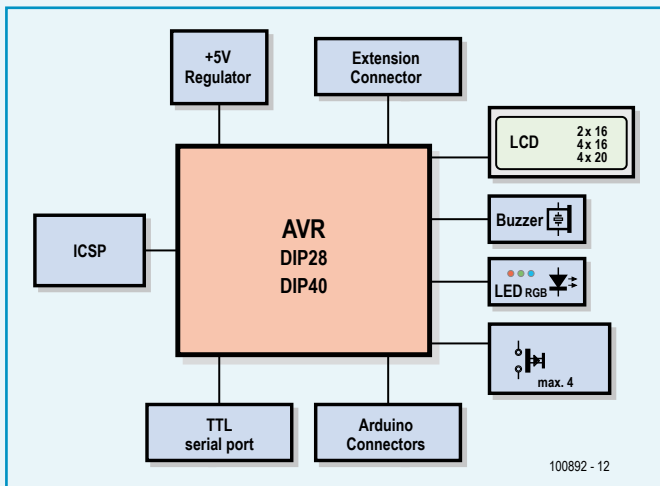 +5V
Regulator
Extension
Connector
LCD
2 x 16
4 x 16
4 x 20
Buzzer
ICSP
AVR
DIP28
DIP40
LED RGB
max. 4
TTL
serial port
Arduino
Connectors
100892 - 12